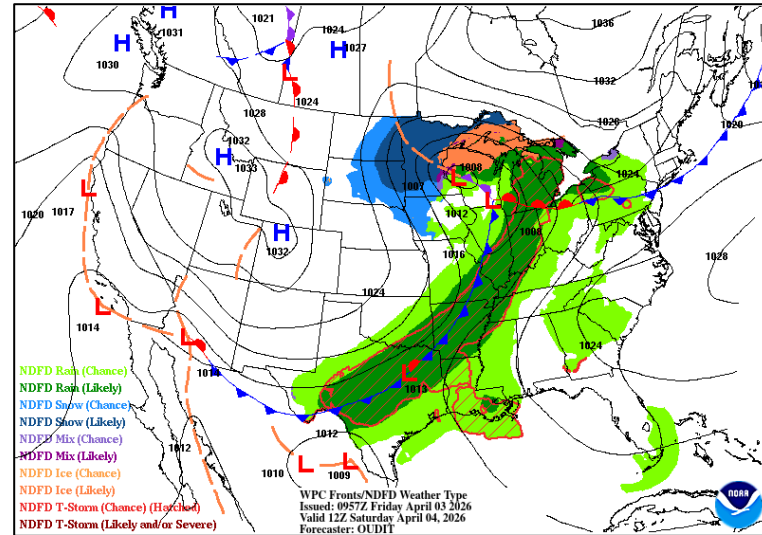 1036
1031
1021
1024
H
H
H
1027
1030
1032
L
1024
1028
1028
1032
H
1033
1008
1007
L
1024
1020
L
1017
1020
1012
L
1008
H
1032
1016
1028
1024
1014
L
L
1014
1024
L
1013
1012
1012
1010
L
L
1009
NDFD Rain (Chance)
NDFD Rain (Likely)
NDFD Snow (Chance)
NDFD Snow (Likely)
NDFD Mix (Chance)
NDFD Mix (Likely)
NDFD Ice (Chance)
NDFD Ice (Likely)
NDFD T-Storm (Chance) (Hatched)
NDFD T-Storm (Likely and/or Severe)
WPC Fronts/NDFD Weather Type
Issued: 0957Z Friday April 03 2026
Valid 12Z Saturday April 04, 2026
Forecaster: OUDIT
NOAA